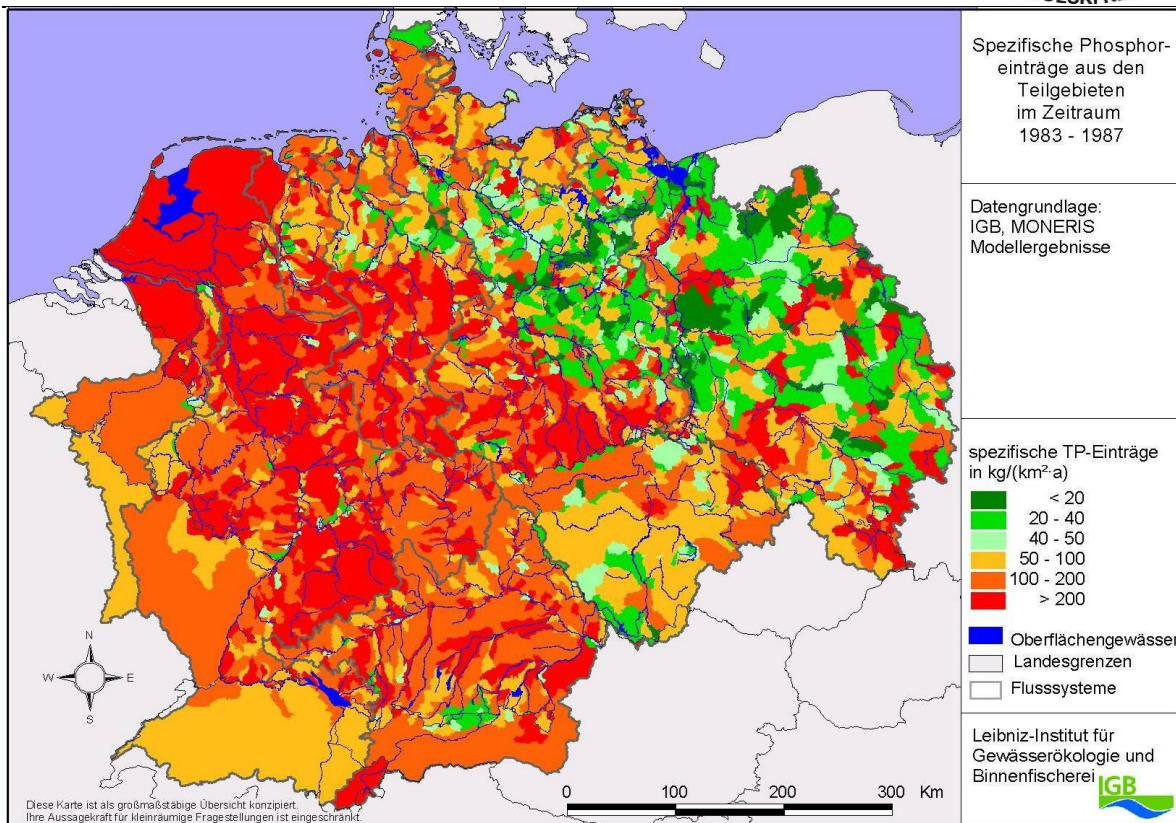 Spezifische Phosphor-
einträge aus den
Teilgebieten
im Zeitraum
1983 - 1987
Datengrundlage:
IGB, MONERIS
Modellergebnisse
spezifische TP-Einträge
in kg/(km²·a)
< 20
20 - 40
40 - 50
50 - 100
100 - 200
> 200
Oberflächengewässer
Landesgrenzen
Flusssysteme
Leibniz-Institut für
Gewässerökologie und
Binnenfischerei
IGB
N
W E
S
0 100 200 300 Km
Diese Karte ist als großmaßstäbige Übersicht konzipiert.
Ihre Aussagekraft für kleinräumige Fragestellungen ist eingeschränkt.